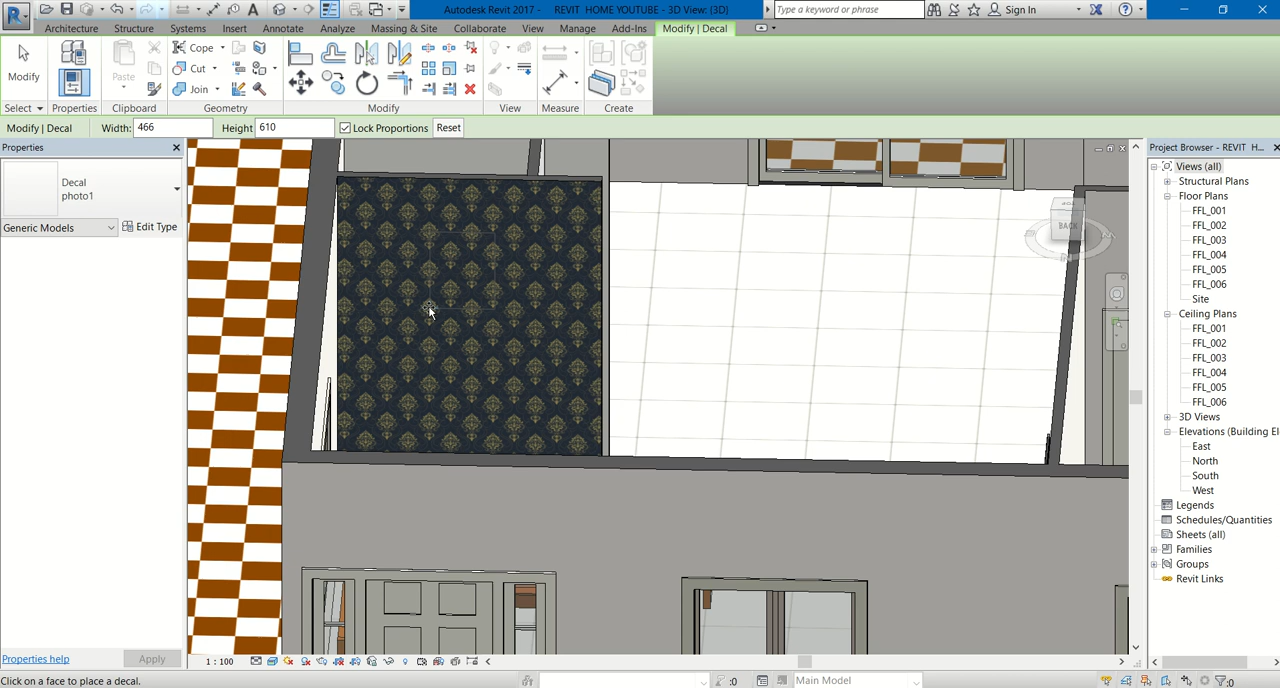 Autodesk Revit 2017 - REVIT HOME YOUTUBE - 3D View: {3D}
Type a keyword or phrase
Sign In
Architecture Structure Systems Insert Annotate Analyze Massing & Site Collaborate View Manage Add-Ins Modify | Decal
Modify
Paste
Cope
Cut
Join
Select Properties Clipboard Geometry Modify View Measure Create
Modify | Decal Width: 466 Height 610 Lock Proportions Reset
Properties
Decal
photo1
Generic Models Edit Type
Properties help Apply
BACK
Project Browser - REVIT H...
Views (all)
Structural Plans
Floor Plans
FFL_001
FFL_002
FFL_003
FFL_004
FFL_005
FFL_006
Site
Ceiling Plans
FFL_001
FFL_002
FFL_003
FFL_004
FFL_005
FFL_006
3D Views
Elevations (Building El
East
North
South
West
Legends
Schedules/Quantities
Sheets (all)
Families
Groups
Revit Links
1 : 100
Click on a face to place a decal.
:0
Main Model
:0